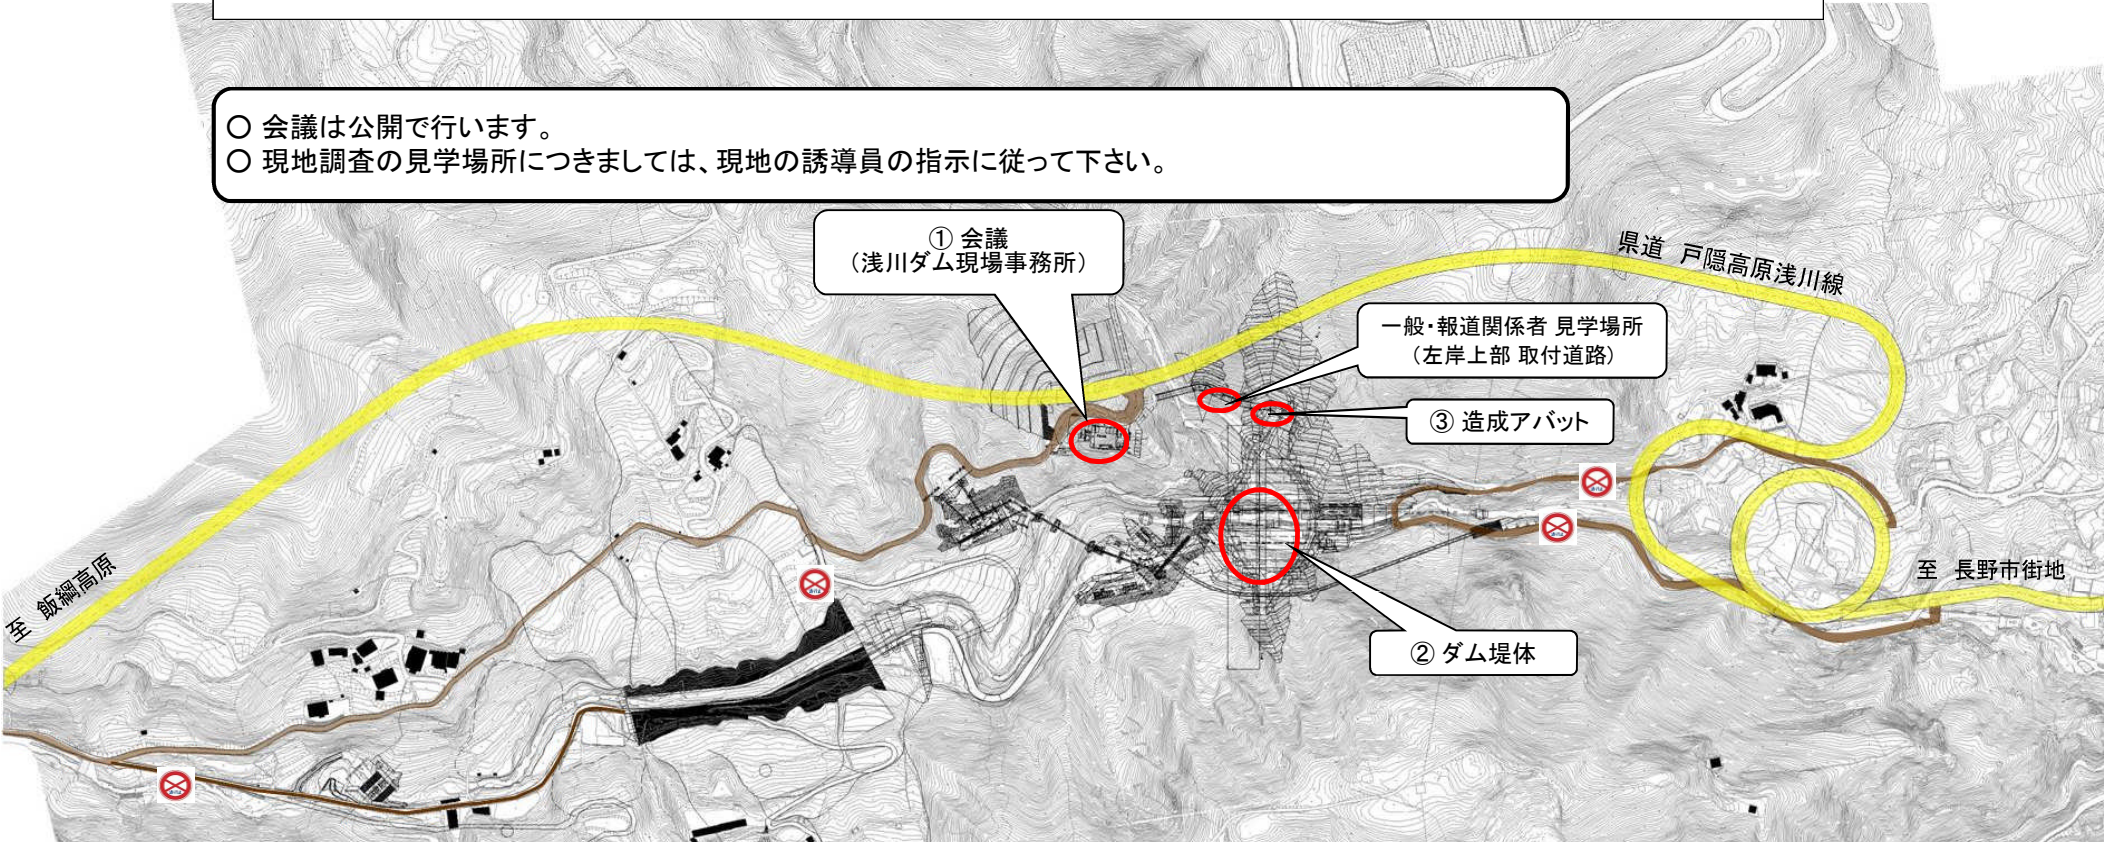 ○ 会議は公開で行います。
○ 現地調査の見学場所につきましては、現地の誘導員の指示に従って下さい。
① 会議
（浅川ダム現場事務所）
県道 戸隠高原浅川線
一般・報道関係者 見学場所
（左岸上部 取付道路）
③ 造成アバット
至 飯綱高原
至 長野市街地
② ダム堤体